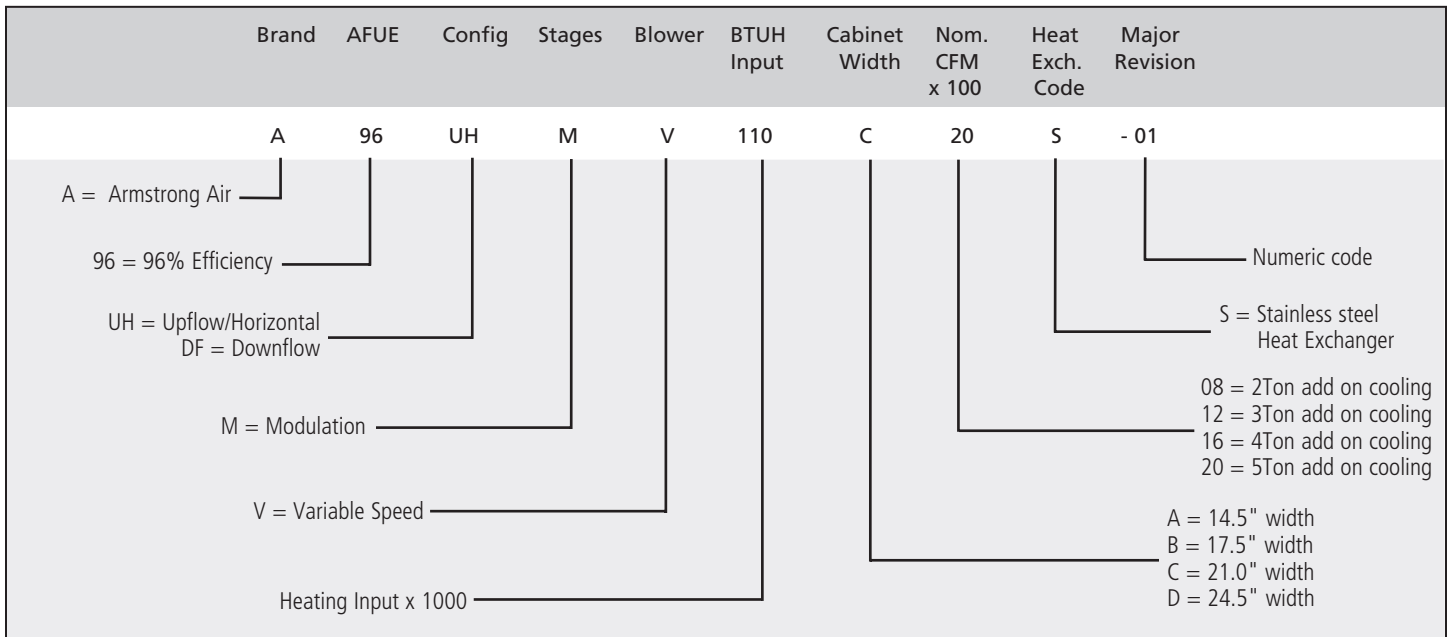 Brand AFUE Config Stages Blower BTUH Cabinet Nom. Heat Major
Input Width CFM Exch. Revision
x 100 Code
A 96 UH M V 110 C 20 S - 01
A = Armstrong Air
96 = 96% Efficiency
Numeric code
UH = Upflow/Horizontal
DF = Downflow
S = Stainless steel
Heat Exchanger
08 = 2Ton add on cooling
12 = 3Ton add on cooling
16 = 4Ton add on cooling
20 = 5Ton add on cooling
M = Modulation
V = Variable Speed
A = 14.5" width
B = 17.5" width
C = 21.0" width
D = 24.5" width
Heating Input x 1000